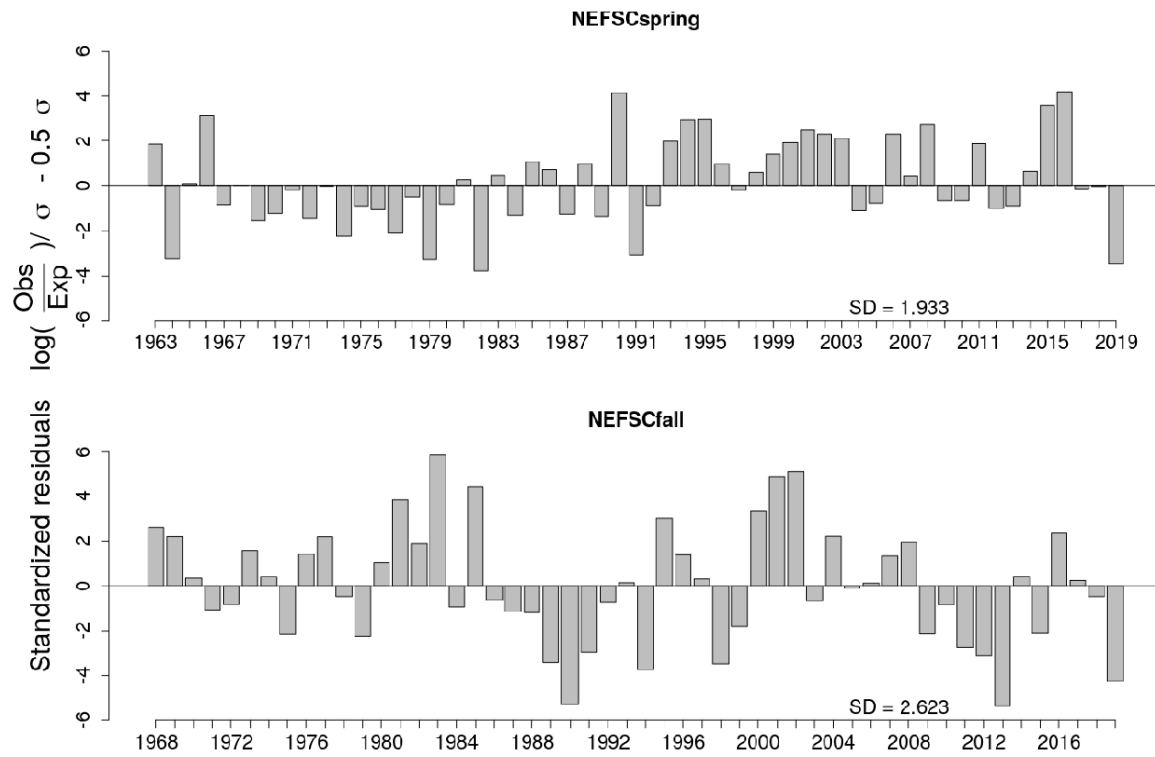 NEFSCspring
6
4
2
0
-2
-4
-6
SD = 1.933
1963 1967 1971 1975 1979 1983 1987 1991 1995 1999 2003 2007 2011 2015 2019
Standardized residuals log(Obs/Exp)/ σ - 0.5 σ
NEFSCfall
6
4
2
0
-2
-4
-6
SD = 2.623
1968 1972 1976 1980 1984 1988 1992 1996 2000 2004 2008 2012 2016